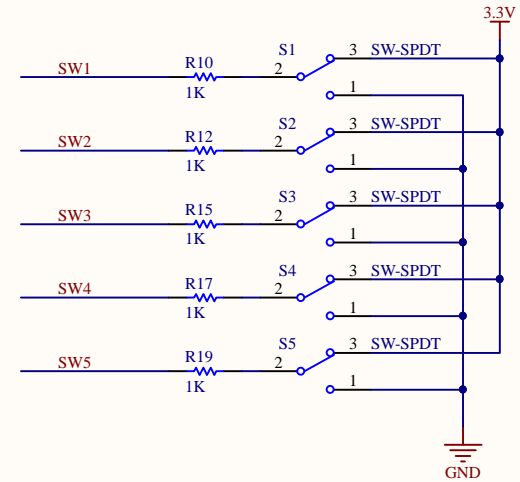 3.3V
S1 3 SW-SPDT
SW1 R10 2
1K 1
S2 3 SW-SPDT
SW2 R12 2
1K 1
S3 3 SW-SPDT
SW3 R15 2
1K 1
S4 3 SW-SPDT
SW4 R17 2
1K 1
S5 3 SW-SPDT
SW5 R19 2
1K 1
GND